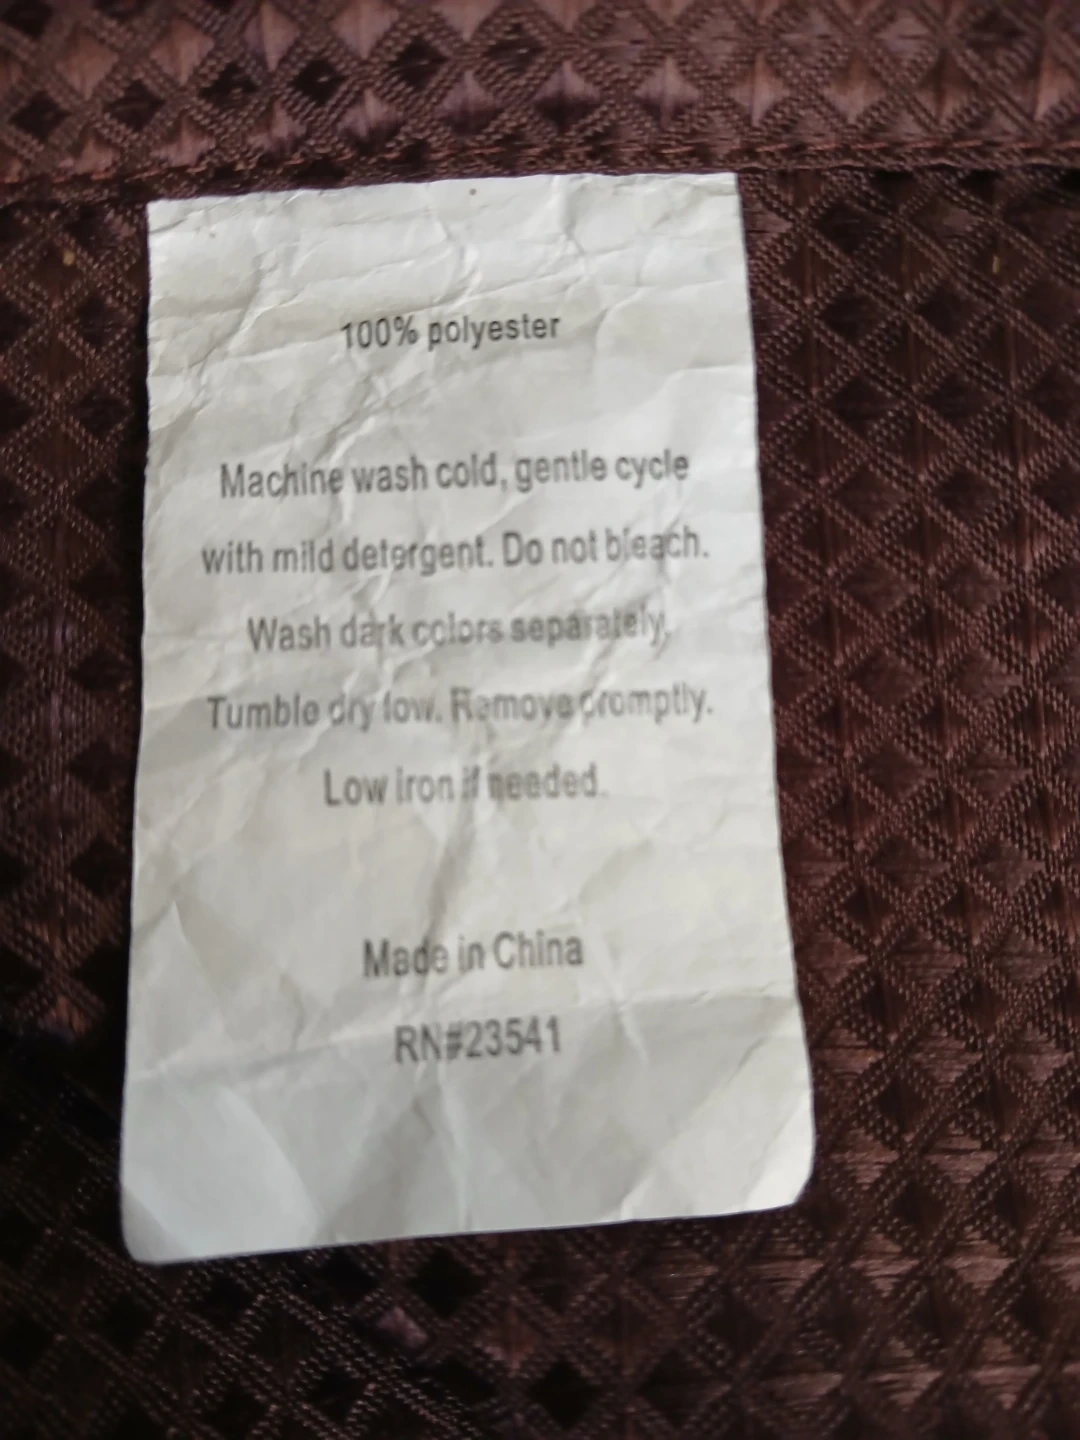 100% polyester
Machine wash cold, gentle cycle
with mild detergent. Do not bleach.
Wash dark colors separately,
Tumble dry low. Remove promptly.
Low iron if needed.
Made in China
RN#23541